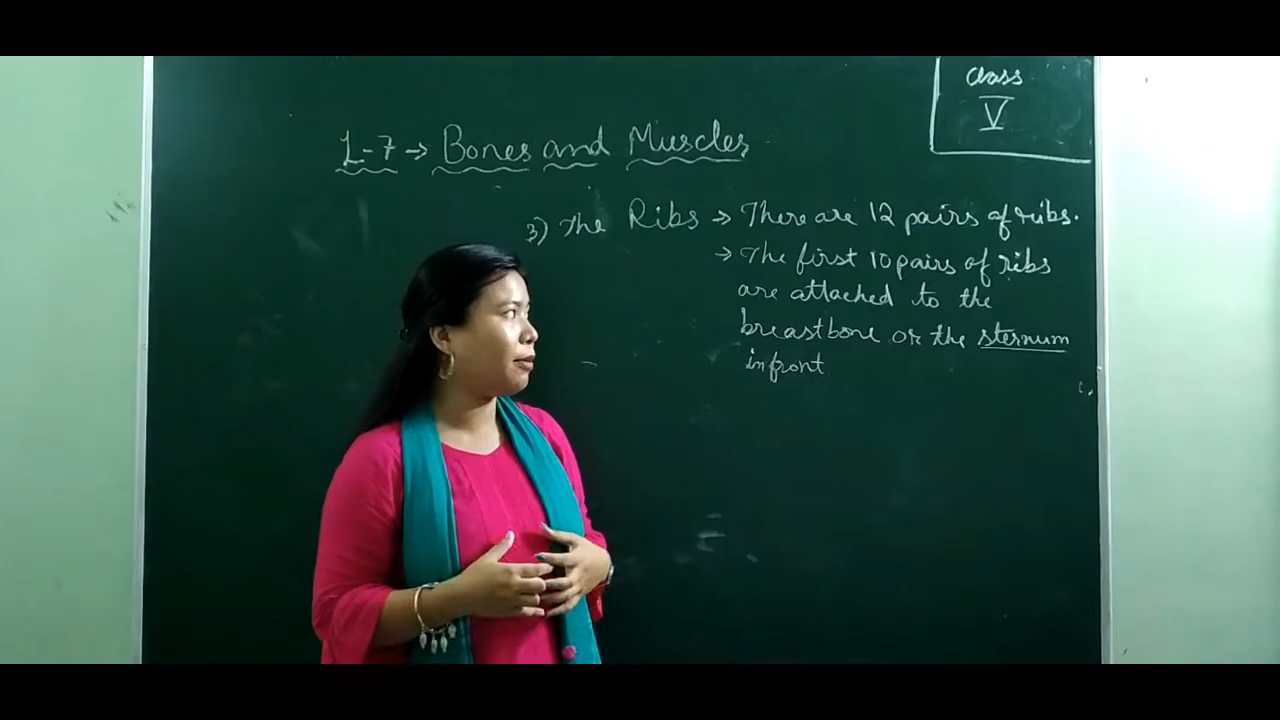 Class
V
L-7 → Bones and Muscles
3) The Ribs → There are 12 pairs of ribs.
→ The first 10 pairs of ribs
are attached to the
breastbone or the sternum
infront